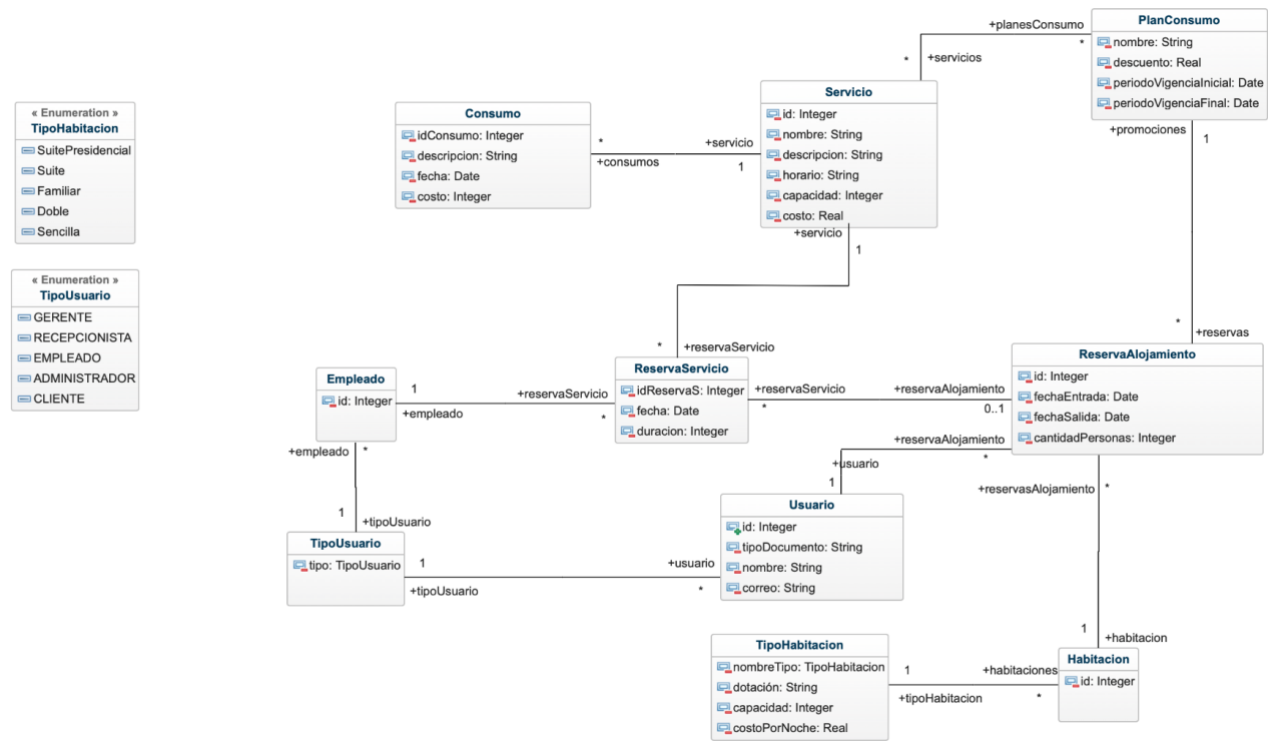 +planesConsumo
*
*
+servicios
PlanConsumo
nombre: String
descuento: Real
periodoVigenciaInicial: Date
periodoVigenciaFinal: Date
+promociones
1
« Enumeration »
TipoHabitacion
SuitePresidencial
Suite
Familiar
Doble
Sencilla
Consumo
idConsumo: Integer
descripcion: String
fecha: Date
costo: Integer
*
+consumos
+servicio
1
Servicio
id: Integer
nombre: String
descripcion: String
horario: String
capacidad: Integer
costo: Real
+servicio
1
« Enumeration »
TipoUsuario
GERENTE
RECEPCIONISTA
EMPLEADO
ADMINISTRADOR
CLIENTE
*
+reservas
*
+reservaServicio
Empleado
id: Integer
1
+empleado
+reservaServicio
*
ReservaServicio
idReservaS: Integer
fecha: Date
duracion: Integer
+reservaServicio
*
+reservaAlojamiento
0..1
ReservaAlojamiento
id: Integer
fechaEntrada: Date
fechaSalida: Date
cantidadPersonas: Integer
+reservaAlojamiento
*
+usuario
1
+empleado
*
1
+tipoUsuario
+reservasAlojamiento
*
TipoUsuario
tipo: TipoUsuario
1
+tipoUsuario
+usuario
*
Usuario
id: Integer
tipoDocumento: String
nombre: String
correo: String
1
+habitacion
TipoHabitacion
nombreTipo: TipoHabitacion
dotación: String
capacidad: Integer
costoPorNoche: Real
1
+tipoHabitacion
+habitaciones
*
Habitacion
id: Integer